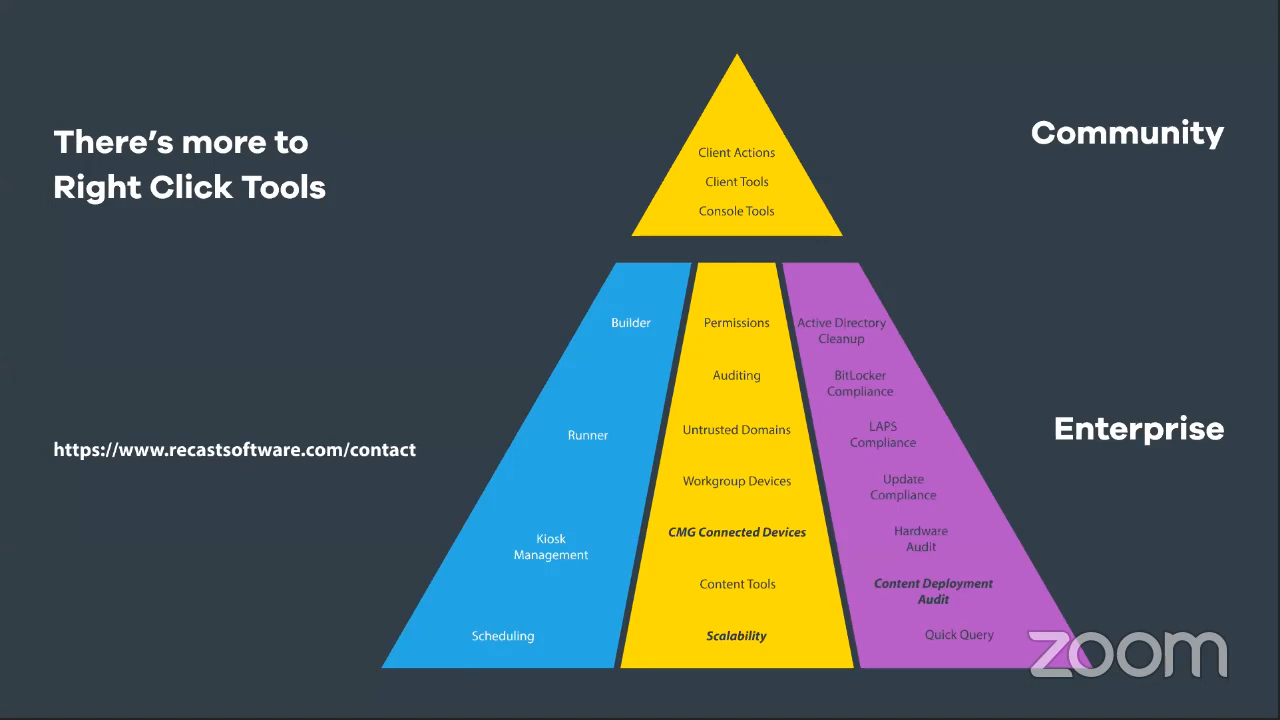 There's more to
Right Click Tools
https://www.recastsoftware.com/contact
Community
Enterprise
Client Actions
Client Tools
Console Tools
Builder
Runner
Kiosk
Management
Scheduling
Permissions
Auditing
Untrusted Domains
Workgroup Devices
CMG Connected Devices
Content Tools
Scalability
Active Directory
Cleanup
BitLocker
Compliance
LAPS
Compliance
Update
Compliance
Hardware
Audit
Content Deployment
Audit
Quick Query
zoom